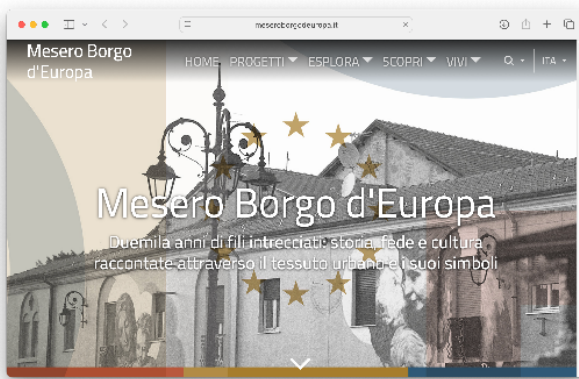 meseroborgodeuropa.it
Mesero Borgo
d'Europa
HOME PROGETTI ESPLORA SCOPRI VIVI ITA
Mesero Borgo d'Europa
Duemila anni di fili intrecciati: storia, fede e cultura
raccontate attraverso il tessuto urbano e i suoi simboli